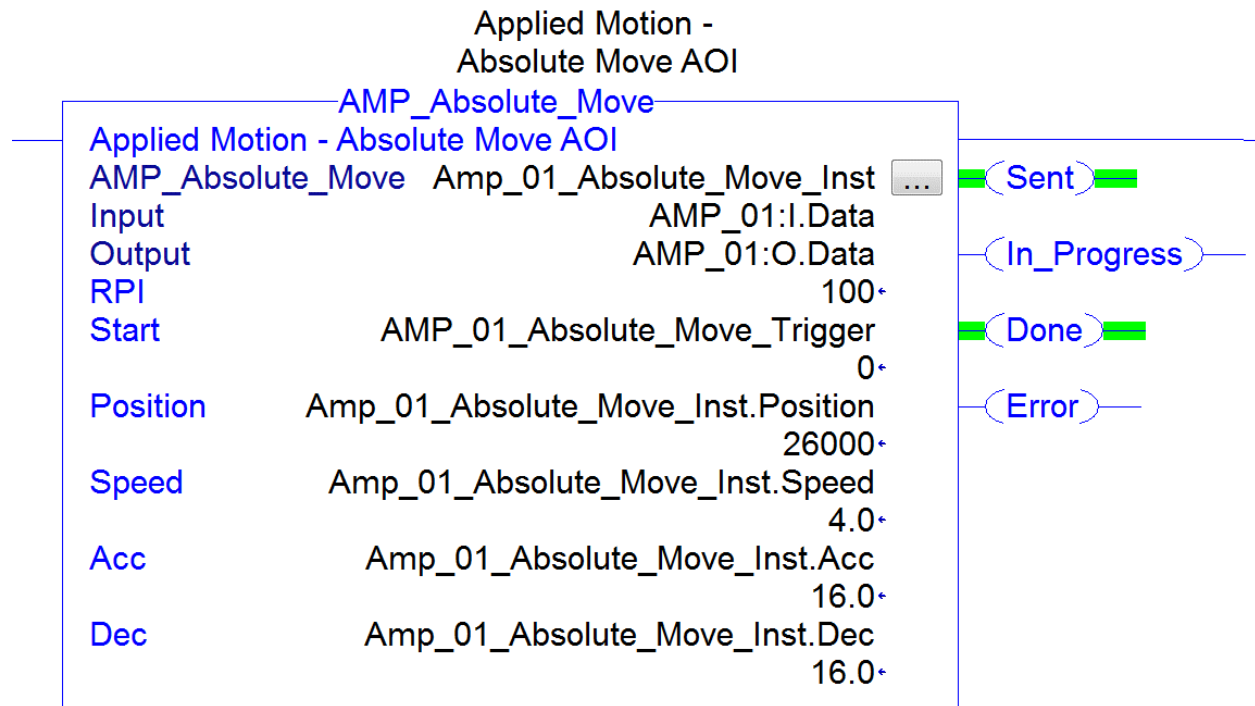 Applied Motion -
Absolute Move AOI
AMP_Absolute_Move
Applied Motion - Absolute Move AOI
AMP_Absolute_Move Amp_01_Absolute_Move_Inst ... Sent
Input AMP_01:I.Data
Output AMP_01:O.Data In_Progress
RPI 100
Start AMP_01_Absolute_Move_Trigger Done
0
Position Amp_01_Absolute_Move_Inst.Position Error
26000
Speed Amp_01_Absolute_Move_Inst.Speed
4.0
Acc Amp_01_Absolute_Move_Inst.Acc
16.0
Dec Amp_01_Absolute_Move_Inst.Dec
16.0